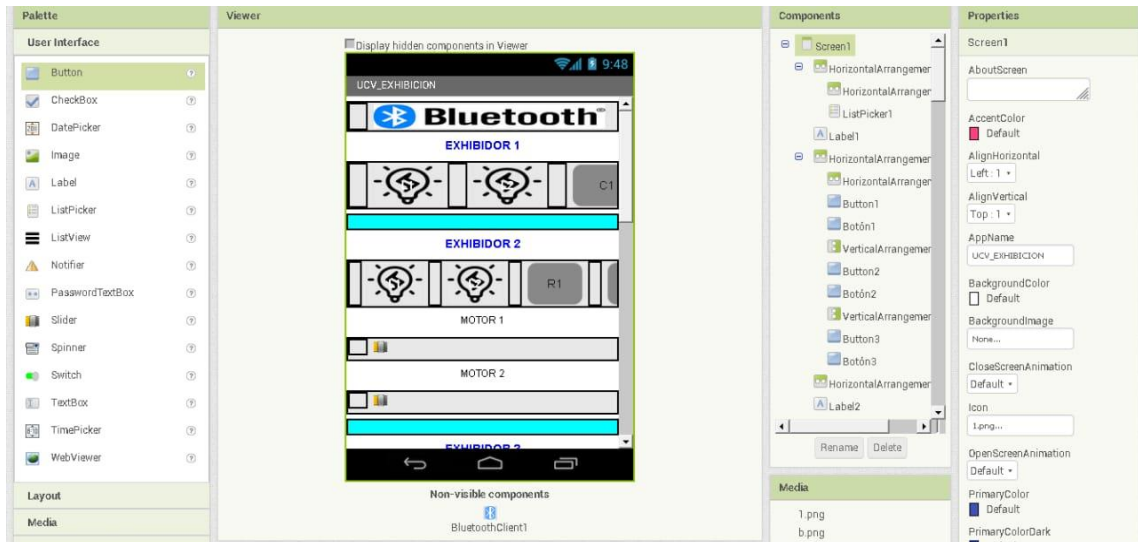 Palette
User Interface
Button
CheckBox
DatePicker
Image
Label
ListPicker
ListView
Notifier
PasswordTextBox
Slider
Spinner
Switch
TextBox
TimePicker
WebViewer
Layout
Media
Viewer
Display hidden components in Viewer
9:48
UCV_EXHIBICION
Bluetooth
EXHIBIDOR 1
C1
EXHIBIDOR 2
R1
MOTOR 1
MOTOR 2
EXHIBIDOR 3
Non-visible components
BluetoothClient1
Components
Screen1
HorizontalArrangemer
HorizontalArranger
ListPicker1
Label1
HorizontalArrangemer
HorizontalArranger
Button1
Botón1
VerticalArrangemer
Button2
Botón2
VerticalArrangemer
Button3
Botón3
HorizontalArrangemer
Label2
Rename Delete
Media
1.png
b.png
Properties
Screen1
AboutScreen
AccentColor
Default
AlignHorizontal
Left : 1
AlignVertical
Top : 1
AppName
UCV_EXHIBICION
BackgroundColor
Default
BackgroundImage
None...
CloseScreenAnimation
Default
Icon
1.png...
OpenScreenAnimation
Default
PrimaryColor
Default
PrimaryColorDark